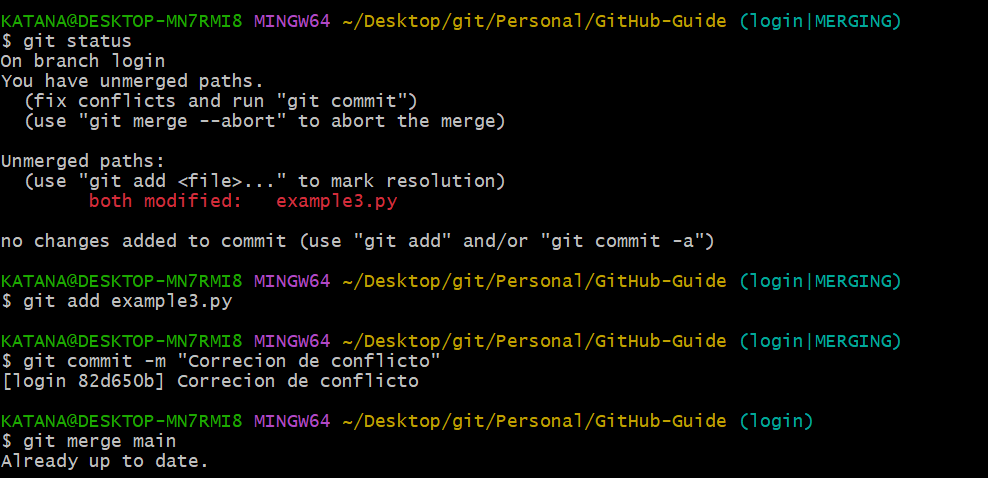 KATANA@DESKTOP-MN7RMI8 MINGW64 ~/Desktop/git/Personal/GitHub-Guide (login|MERGING)
$ git status
On branch login
You have unmerged paths.
  (fix conflicts and run "git commit")
  (use "git merge --abort" to abort the merge)

Unmerged paths:
  (use "git add <file>..." to mark resolution)
        both modified:   example3.py

no changes added to commit (use "git add" and/or "git commit -a")

KATANA@DESKTOP-MN7RMI8 MINGW64 ~/Desktop/git/Personal/GitHub-Guide (login|MERGING)
$ git add example3.py

KATANA@DESKTOP-MN7RMI8 MINGW64 ~/Desktop/git/Personal/GitHub-Guide (login|MERGING)
$ git commit -m "Correcion de conflicto"
[login 82d650b] Correcion de conflicto

KATANA@DESKTOP-MN7RMI8 MINGW64 ~/Desktop/git/Personal/GitHub-Guide (login)
$ git merge main
Already up to date.